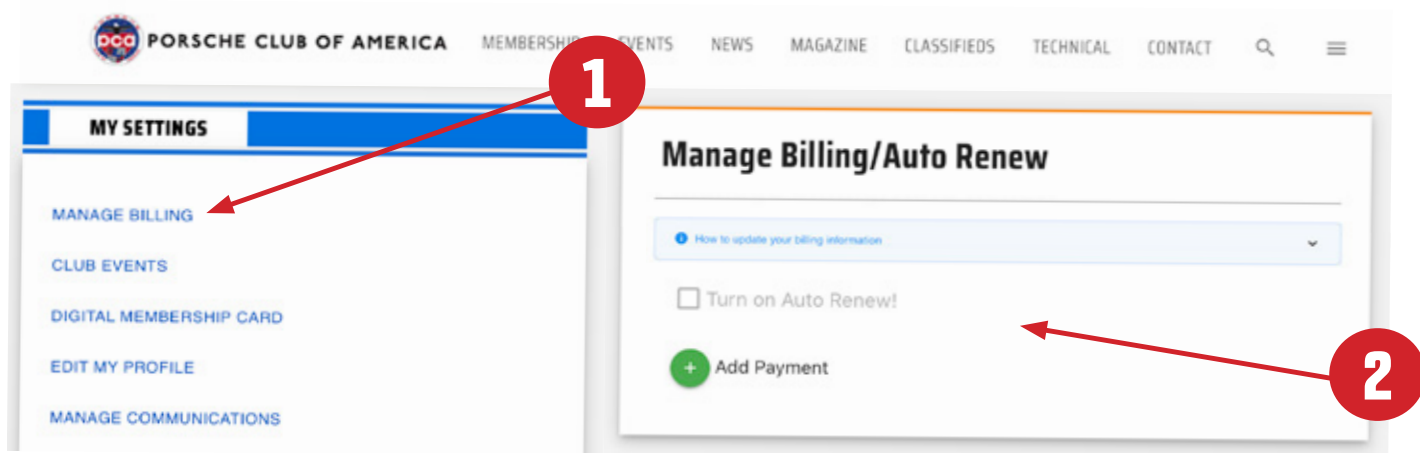 pca PORSCHE CLUB OF AMERICA MEMBERSHIP EVENTS NEWS MAGAZINE CLASSIFIEDS TECHNICAL CONTACT
1
MY SETTINGS
MANAGE BILLING
CLUB EVENTS
DIGITAL MEMBERSHIP CARD
EDIT MY PROFILE
MANAGE COMMUNICATIONS
Manage Billing/Auto Renew
How to update your billing information
Turn on Auto Renew!
Add Payment
2